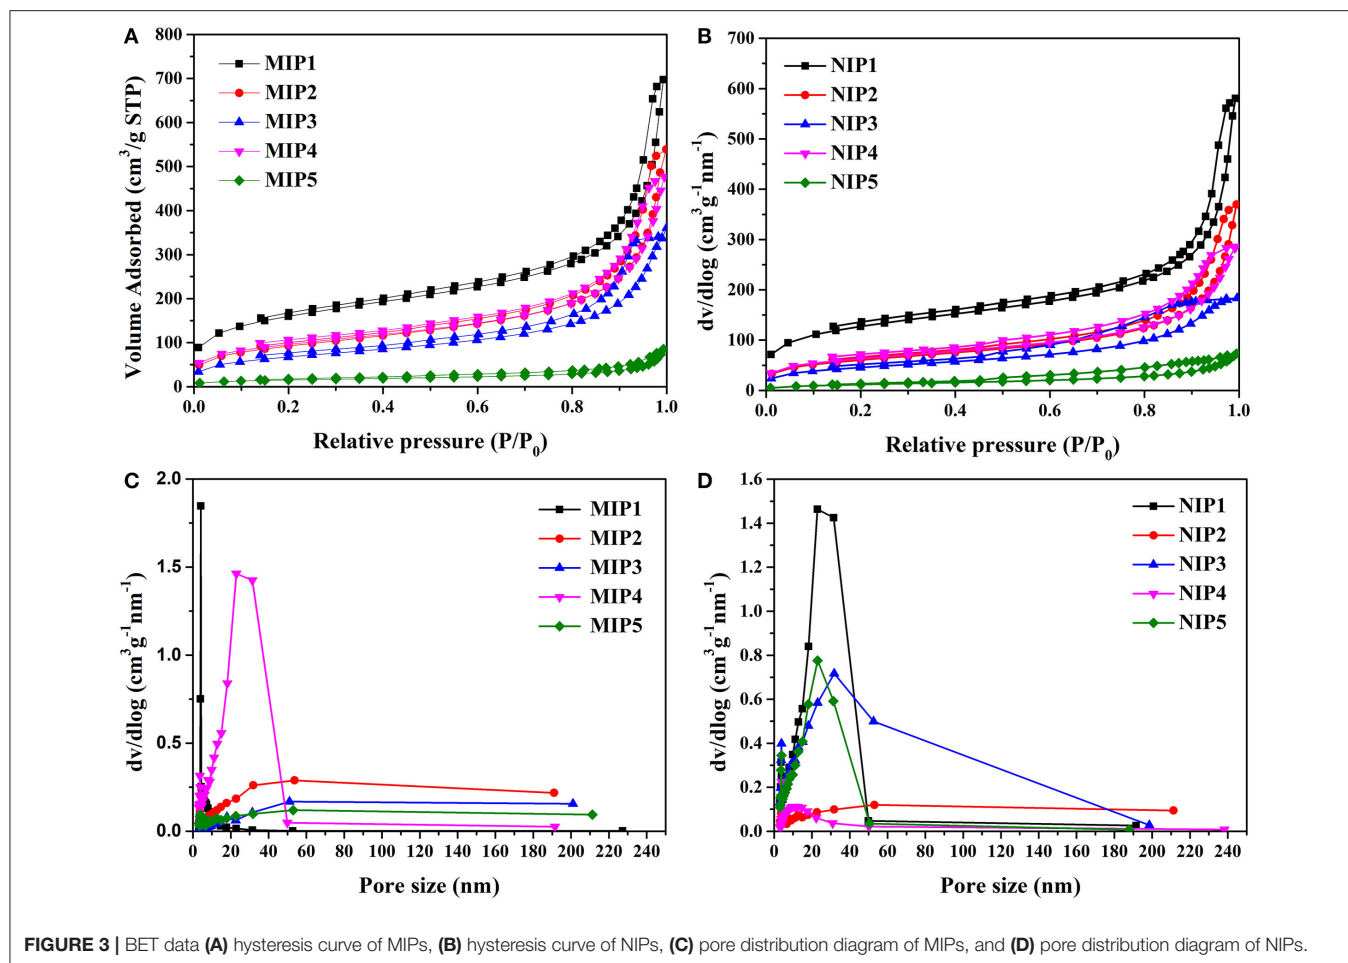 A
Volume Adsorbed (cm³/g STP)
800
700
600
500
400
300
200
100
0
MIP1
MIP2
MIP3
MIP4
MIP5
0.0 0.2 0.4 0.6 0.8 1.0
Relative pressure (P/P₀)
B
dv/dlog (cm³g⁻¹nm⁻¹)
700
600
500
400
300
200
100
0
NIP1
NIP2
NIP3
NIP4
NIP5
0.0 0.2 0.4 0.6 0.8 1.0
Relative pressure (P/P₀)
C
dv/dlog (cm³g⁻¹nm⁻¹)
2.0
1.5
1.0
0.5
0.0
MIP1
MIP2
MIP3
MIP4
MIP5
0 20 40 60 80 100 120 140 160 180 200 220 240
Pore size (nm)
D
dv/dlog (cm³g⁻¹nm⁻¹)
1.6
1.4
1.2
1.0
0.8
0.6
0.4
0.2
0.0
NIP1
NIP2
NIP3
NIP4
NIP5
0 20 40 60 80 100 120 140 160 180 200 220 240
Pore size (nm)
FIGURE 3 | BET data (A) hysteresis curve of MIPs, (B) hysteresis curve of NIPs, (C) pore distribution diagram of MIPs, and (D) pore distribution diagram of NIPs.